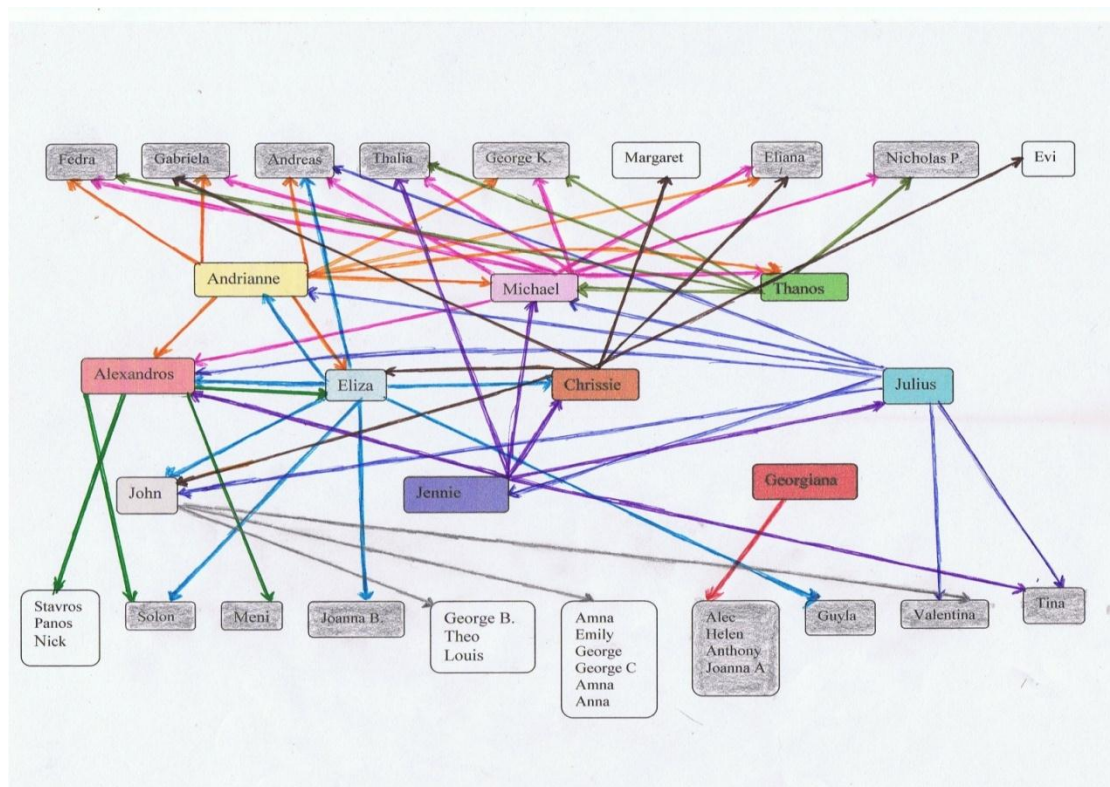 Fedra
Gabriela
Andreas
Thalia
George K.
Margaret
Eliana
Nicholas P.
Evi
Andrianne
Michael
Thanos
Alexandros
Eliza
Chrissie
Julius
John
Jennie
Georgiana
Stavros
Panos
Nick
Solon
Meni
Joanna B.
George B.
Theo
Louis
Amna
Emily
George
George C
Amna
Anna
Alec
Helen
Anthony
Joanna A
Guyla
Valentina
Tina